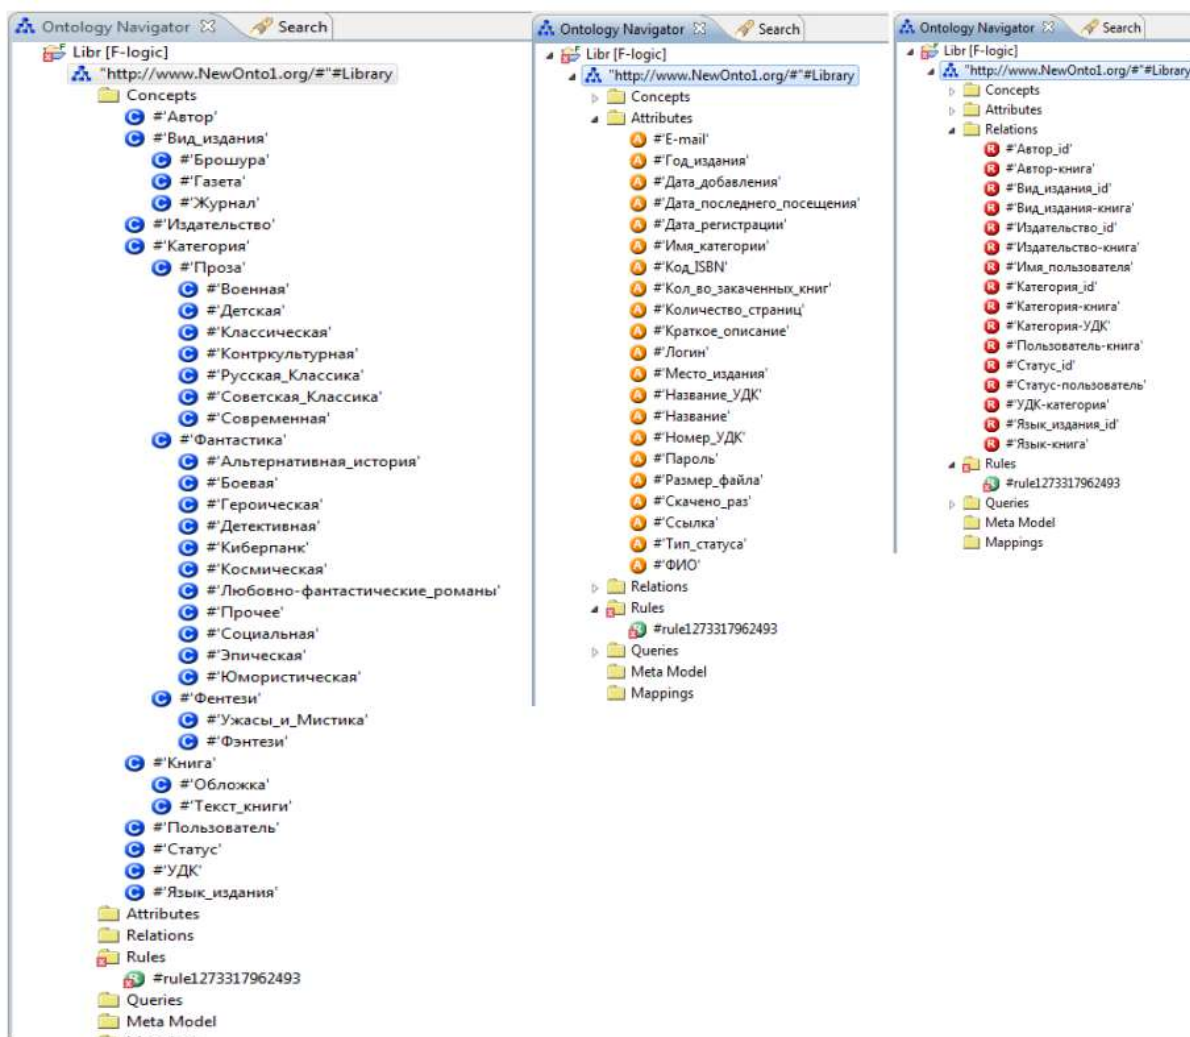 Ontology Navigator Search
Libr [F-logic]
"http://www.NewOnto1.org/#"#Library
Concepts
#'Автор'
#'Вид_издания'
#'Брошура'
#'Газета'
#'Журнал'
#'Издательство'
#'Категория'
#'Проза'
#'Военная'
#'Детская'
#'Классическая'
#'Контркультурная'
#'Русская_Классика'
#'Советская_Классика'
#'Современная'
#'Фантастика'
#'Альтернативная_история'
#'Боевая'
#'Героическая'
#'Детективная'
#'Киберпанк'
#'Космическая'
#'Любовно-фантастические_романы'
#'Прочее'
#'Социальная'
#'Эпическая'
#'Юмористическая'
#'Фентези'
#'Ужасы_и_Мистика'
#'Фэнтези'
#'Книга'
#'Обложка'
#'Текст_книги'
#'Пользователь'
#'Статус'
#'УДК'
#'Язык_издания'
Attributes
Relations
Rules
#rule1273317962493
Queries
Meta Model
Ontology Navigator Search
Libr [F-logic]
"http://www.NewOnto1.org/#"#Library
Concepts
Attributes
#'E-mail'
#'Год_издания'
#'Дата_добавления'
#'Дата_последнего_посещения'
#'Дата_регистрации'
#'Имя_категории'
#'Код_ISBN'
#'Кол_во_закаченных_книг'
#'Количество_страниц'
#'Краткое_описание'
#'Логин'
#'Место_издания'
#'Название_УДК'
#'Название'
#'Номер_УДК'
#'Пароль'
#'Размер_файла'
#'Скачено_раз'
#'Ссылка'
#'Тип_статуса'
#'ФИО'
Relations
Rules
#rule1273317962493
Queries
Meta Model
Mappings
Ontology Navigator Search
Libr [F-logic]
"http://www.NewOnto1.org/#"#Library
Concepts
Attributes
Relations
#'Автор_id'
#'Автор-книга'
#'Вид_издания_id'
#'Вид_издания-книга'
#'Издательство_id'
#'Издательство-книга'
#'Имя_пользователя'
#'Категория_id'
#'Категория-книга'
#'Категория-УДК'
#'Пользователь-книга'
#'Статус_id'
#'Статус-пользователь'
#'УДК-категория'
#'Язык_издания_id'
#'Язык-книга'
Rules
#rule1273317962493
Queries
Meta Model
Mappings